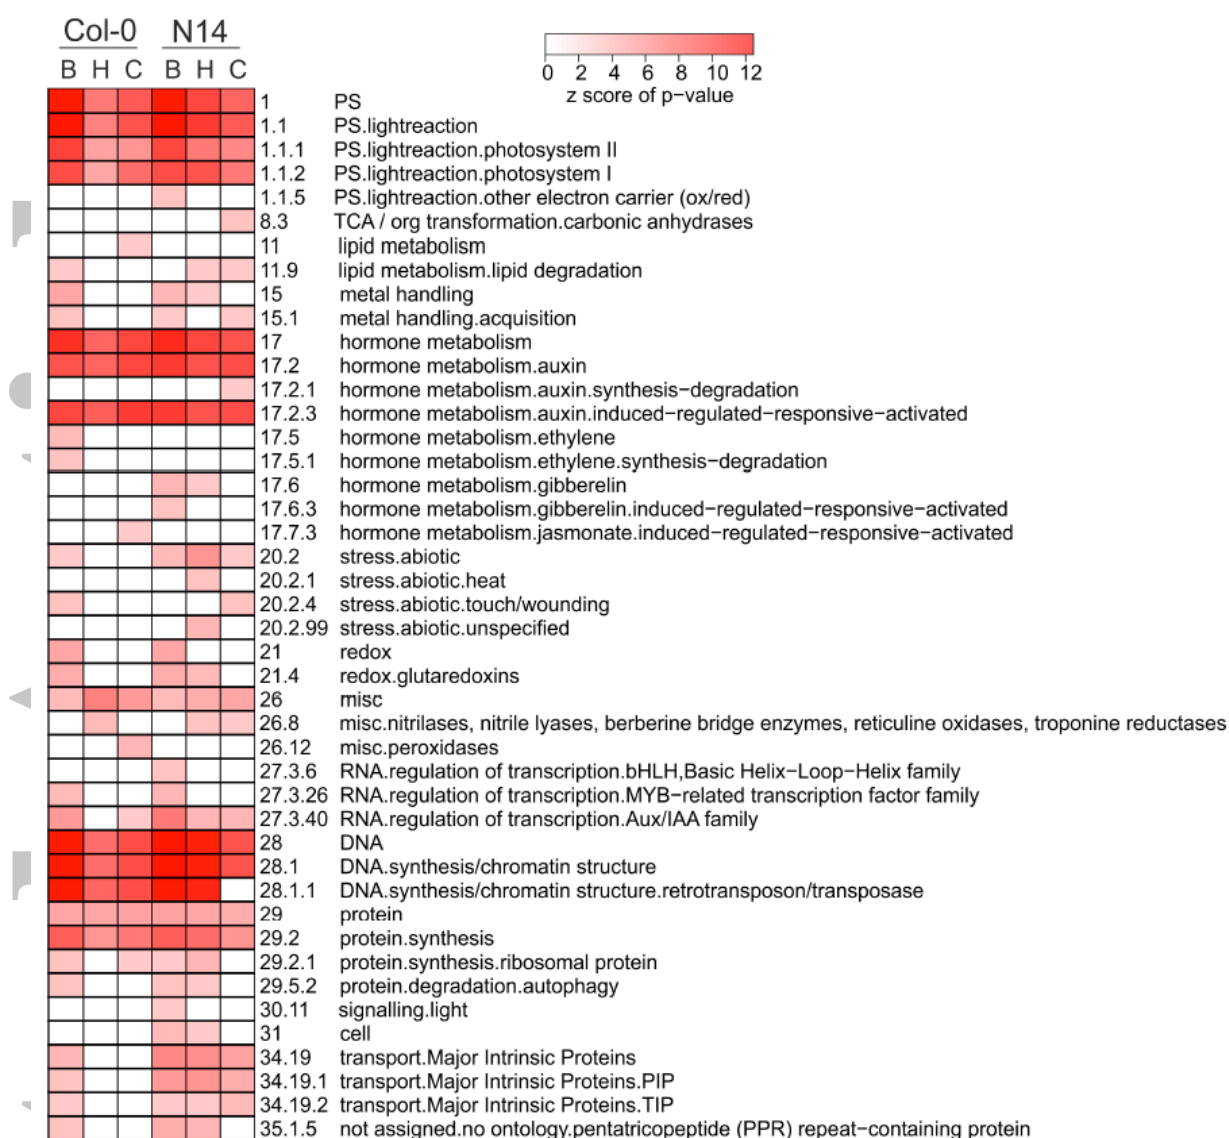 Col-0 N14
B H C B H C
0 2 4 6 8 10 12
z score of p−value
1 PS
1.1 PS.lightreaction
1.1.1 PS.lightreaction.photosystem II
1.1.2 PS.lightreaction.photosystem I
1.1.5 PS.lightreaction.other electron carrier (ox/red)
8.3 TCA / org transformation.carbonic anhydrases
11 lipid metabolism
11.9 lipid metabolism.lipid degradation
15 metal handling
15.1 metal handling.acquisition
17 hormone metabolism
17.2 hormone metabolism.auxin
17.2.1 hormone metabolism.auxin.synthesis−degradation
17.2.3 hormone metabolism.auxin.induced−regulated−responsive−activated
17.5 hormone metabolism.ethylene
17.5.1 hormone metabolism.ethylene.synthesis−degradation
17.6 hormone metabolism.gibberelin
17.6.3 hormone metabolism.gibberelin.induced−regulated−responsive−activated
17.7.3 hormone metabolism.jasmonate.induced−regulated−responsive−activated
20.2 stress.abiotic
20.2.1 stress.abiotic.heat
20.2.4 stress.abiotic.touch/wounding
20.2.99 stress.abiotic.unspecified
21 redox
21.4 redox.glutaredoxins
26 misc
26.8 misc.nitrilases, nitrile lyases, berberine bridge enzymes, reticuline oxidases, troponine reductases
26.12 misc.peroxidases
27.3.6 RNA.regulation of transcription.bHLH,Basic Helix−Loop−Helix family
27.3.26 RNA.regulation of transcription.MYB−related transcription factor family
27.3.40 RNA.regulation of transcription.Aux/IAA family
28 DNA
28.1 DNA.synthesis/chromatin structure
28.1.1 DNA.synthesis/chromatin structure.retrotransposon/transposase
29 protein
29.2 protein.synthesis
29.2.1 protein.synthesis.ribosomal protein
29.5.2 protein.degradation.autophagy
30.11 signalling.light
31 cell
34.19 transport.Major Intrinsic Proteins
34.19.1 transport.Major Intrinsic Proteins.PIP
34.19.2 transport.Major Intrinsic Proteins.TIP
35.1.5 not assigned.no ontology.pentatricopeptide (PPR) repeat−containing protein